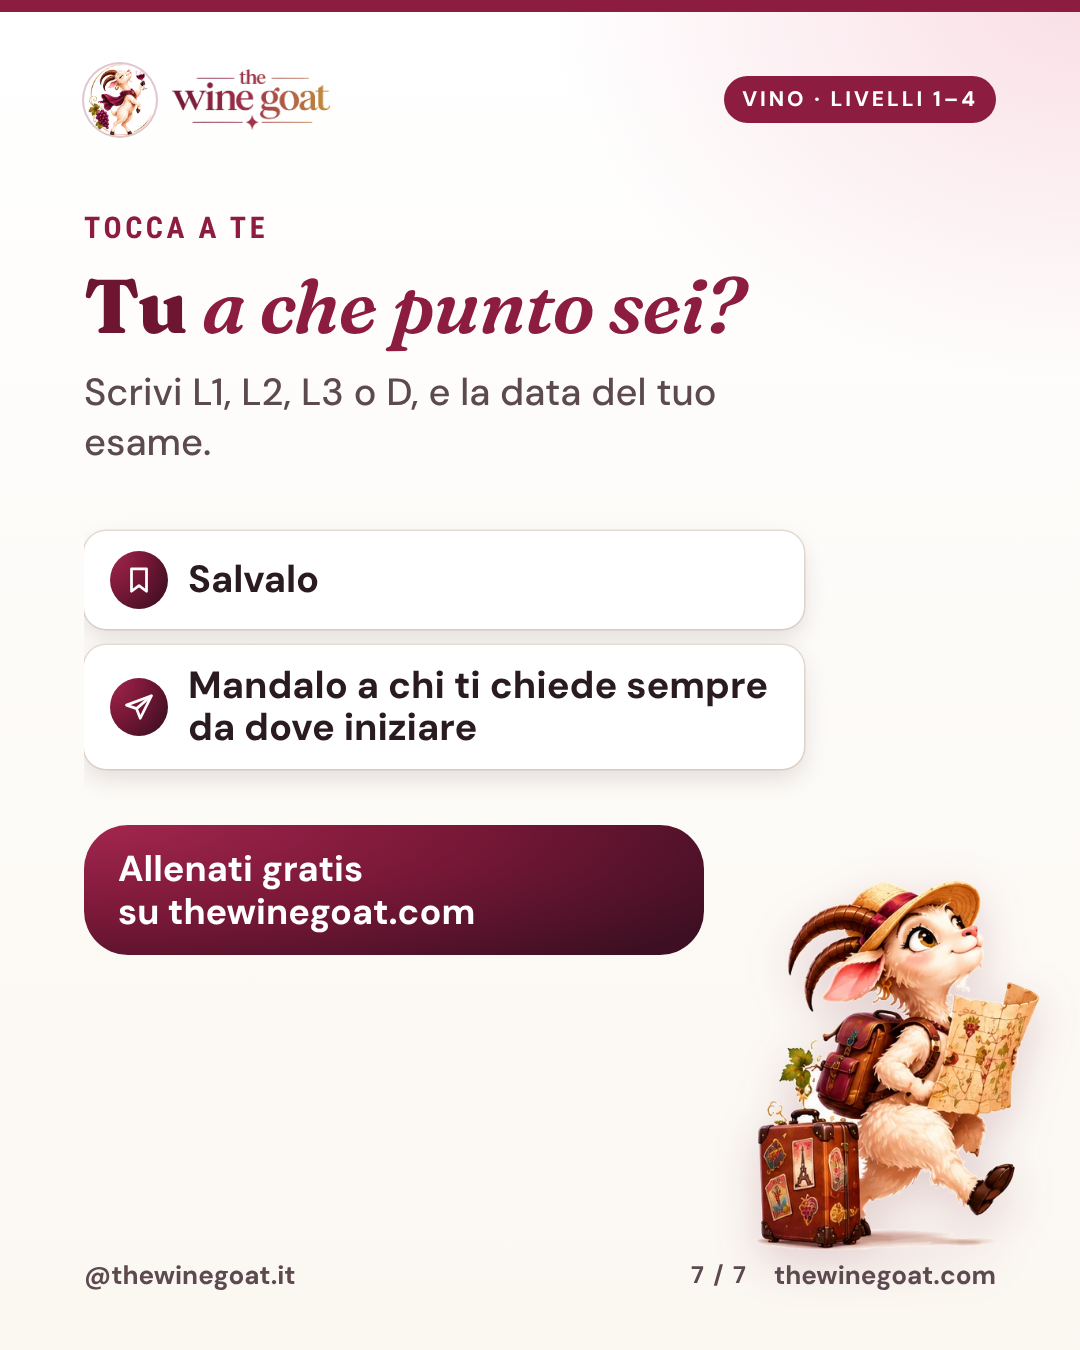 the
wine goat
VINO · LIVELLI 1–4
TOCCA A TE
Tu a che punto sei?
Scrivi L1, L2, L3 o D, e la data del tuo
esame.
Salvalo
Mandalo a chi ti chiede sempre
da dove iniziare
Allenati gratis
su thewinegoat.com
@thewinegoat.it
7 / 7
thewinegoat.com